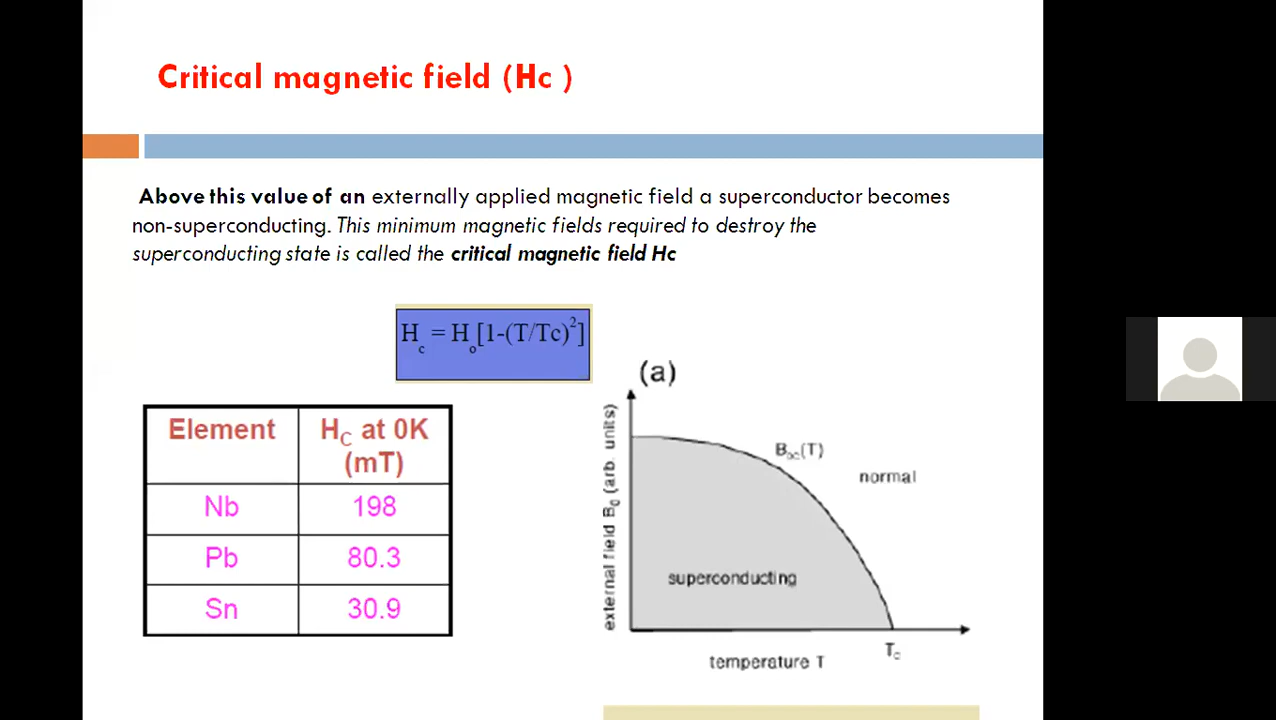 Critical magnetic field (Hc )
Above this value of an externally applied magnetic field a superconductor becomes
non-superconducting. This minimum magnetic fields required to destroy the
superconducting state is called the critical magnetic field Hc
Hc = Ho[1-(T/Tc)²]
Element HC at 0K
(mT)
Nb 198
Pb 80.3
Sn 30.9
(a)
external field B0 (arb. units)
(T)
normal
superconducting
Tc
temperature T